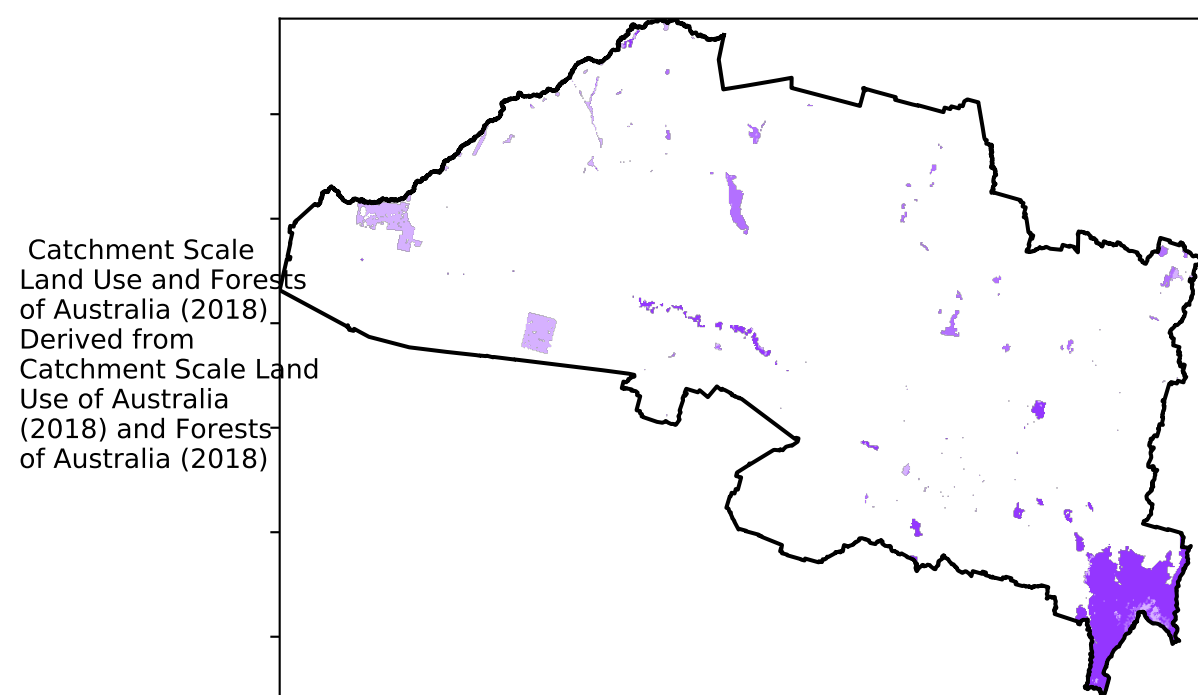 Catchment Scale
Land Use and Forests
of Australia (2018)
Derived from
Catchment Scale Land
Use of Australia
(2018) and Forests
of Australia (2018)